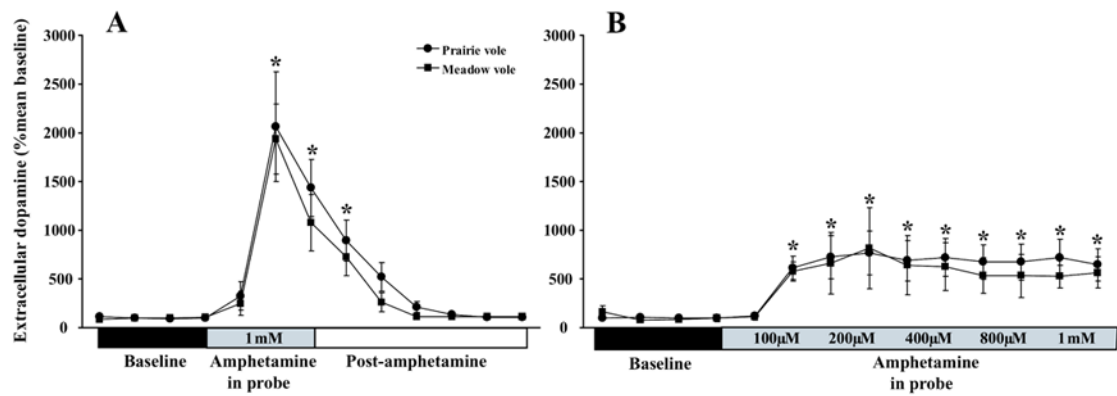 A
B
Extracellular dopamine (%mean baseline)
3000
2500
2000
1500
1000
500
0
Prairie vole
Meadow vole
*
*
*
1 mM
Baseline
Amphetamine
in probe
Post-amphetamine
3000
2500
2000
1500
1000
500
0
* * * * * * * * *
100μM 200μM 400μM 800μM 1 mM
Baseline
Amphetamine
in probe